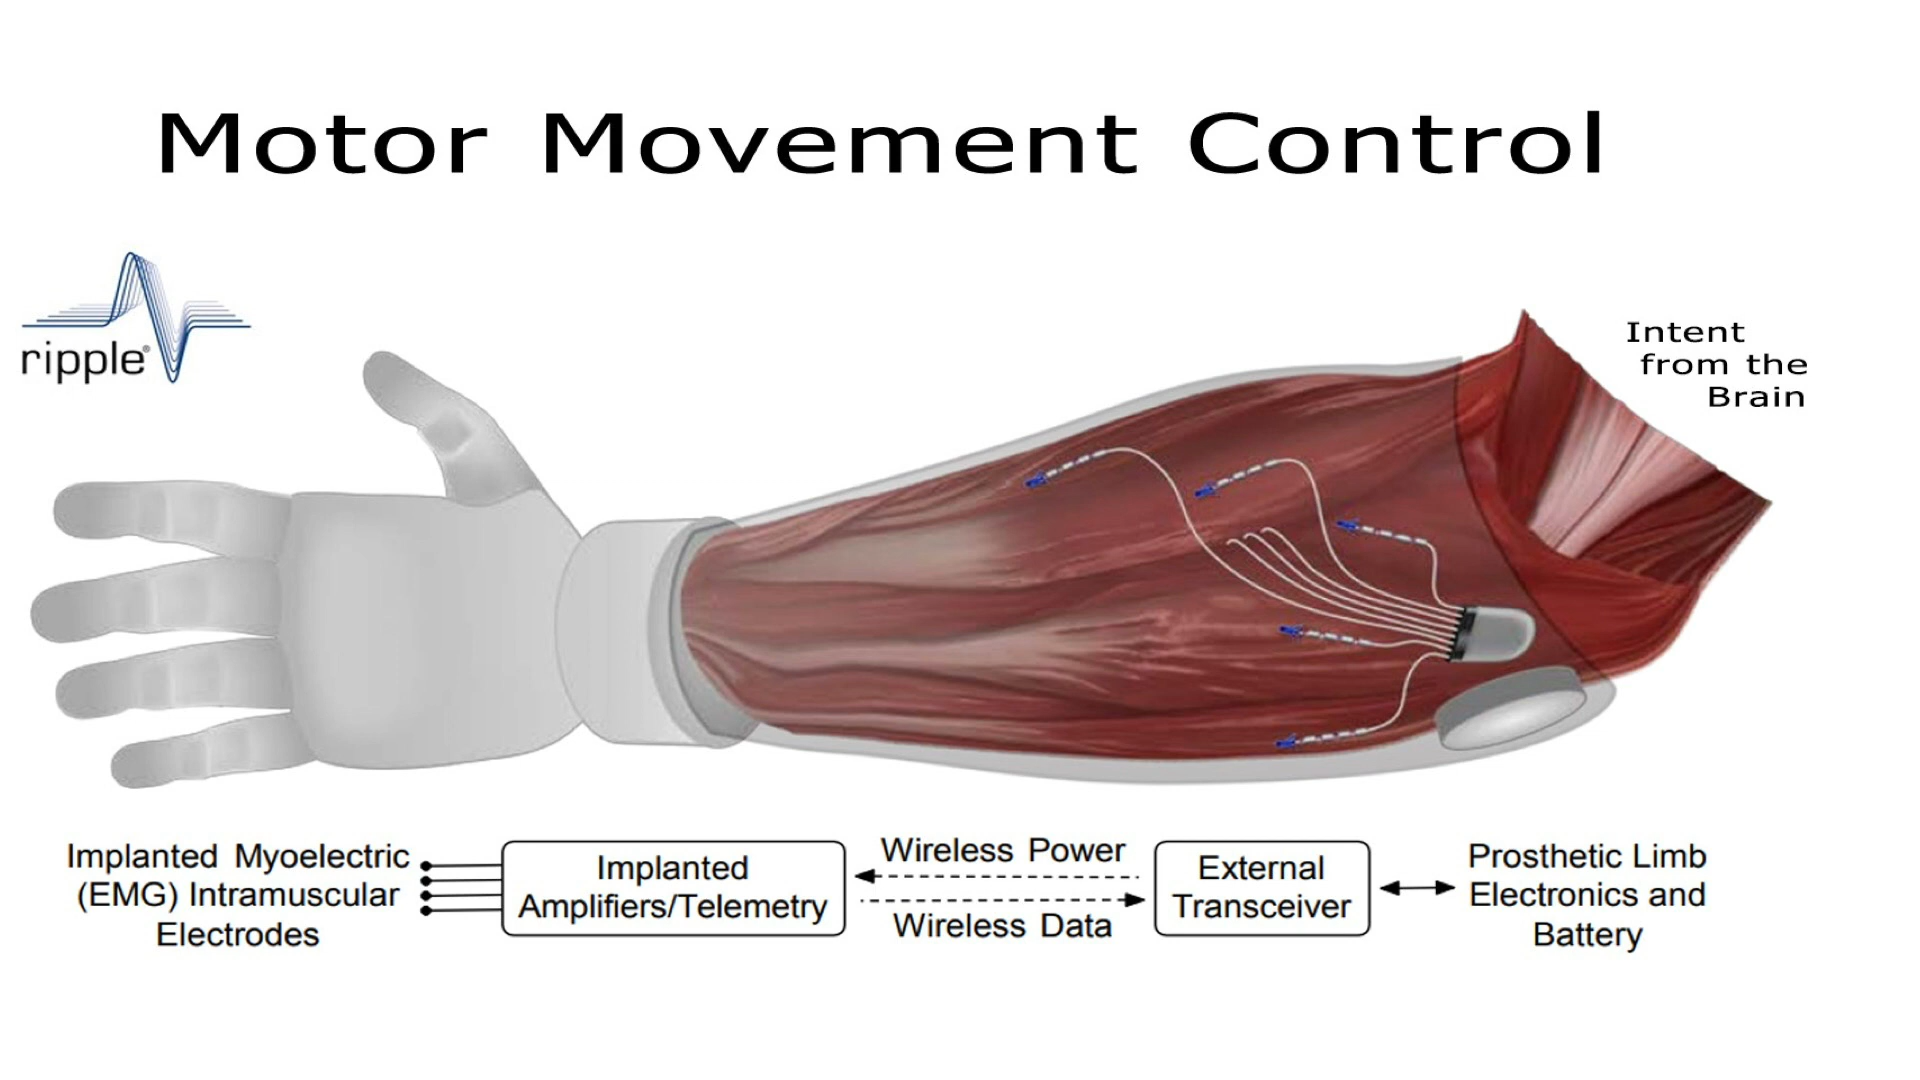 Motor Movement Control
ripple®
Intent
from the
Brain
Implanted Myoelectric
(EMG) Intramuscular
Electrodes
Implanted
Amplifiers/Telemetry
Wireless Power
Wireless Data
External
Transceiver
Prosthetic Limb
Electronics and
Battery